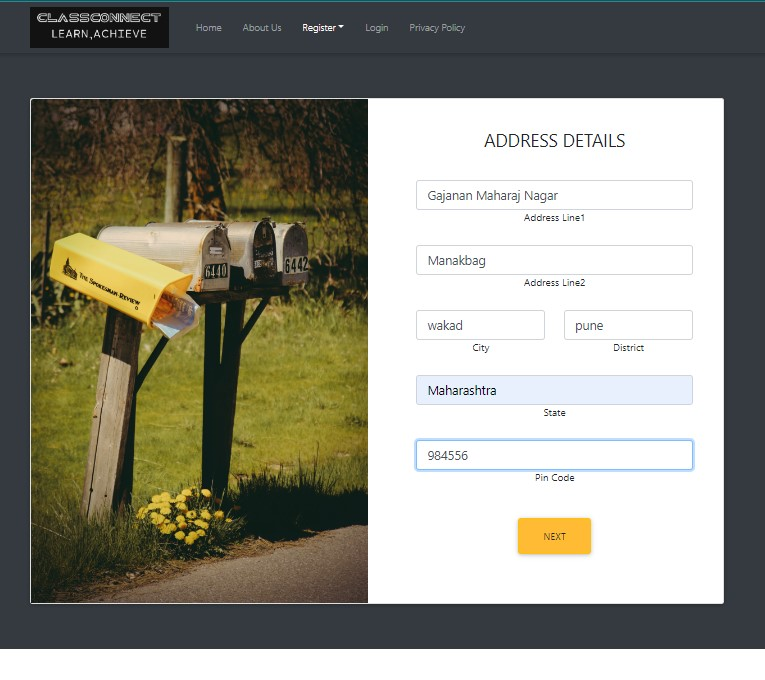 CLASSCONNECT
LEARN,ACHIEVE
Home About Us Register Login Privacy Policy
ADDRESS DETAILS
Gajanan Maharaj Nagar
Address Line1
Manakbag
Address Line2
wakad pune
City District
Maharashtra
State
984556
Pin Code
NEXT
6440
6442
THE SPOKESMAN-REVIEW